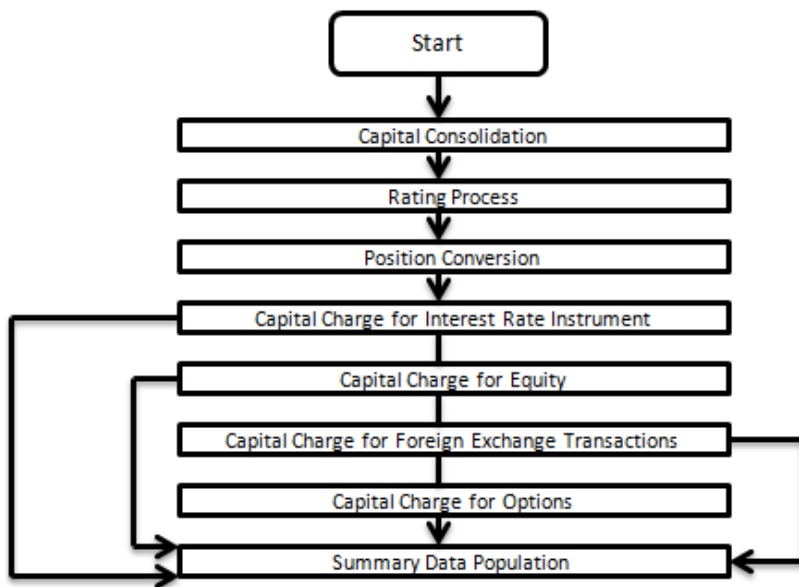 Start
Capital Consolidation
Rating Process
Position Conversion
Capital Charge for Interest Rate Instrument
Capital Charge for Equity
Capital Charge for Foreign Exchange Transactions
Capital Charge for Options
Summary Data Population